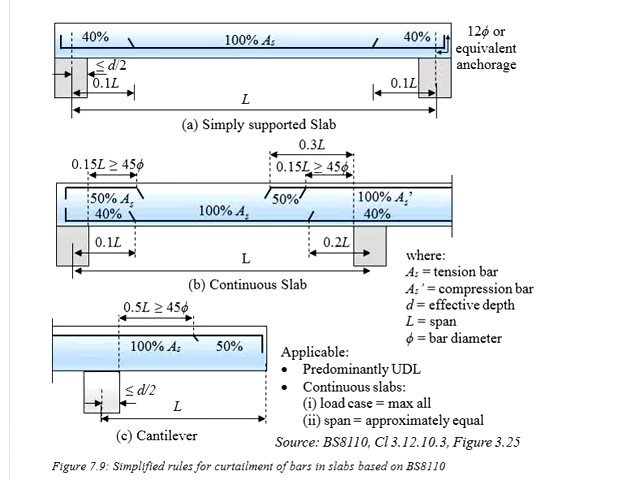 40% 100% Aₛ 40% 12ϕ or
equivalent
anchorage
≤ d/2
0.1L 0.1L
L
(a) Simply supported Slab
0.3L
0.15L ≥ 45ϕ 0.15L ≥ 45ϕ
50% Aₛ 50% 100% Aₛ'
40% 100% Aₛ 40%
0.1L 0.2L
L
(b) Continuous Slab
where:
Aₛ = tension bar
Aₛ' = compression bar
d = effective depth
L = span
ϕ = bar diameter
0.5L ≥ 45ϕ
100% Aₛ 50%
≤ d/2
L
(c) Cantilever
Applicable:
• Predominantly UDL
• Continuous slabs:
(i) load case = max all
(ii) span = approximately equal
Source: BS8110, Cl 3.12.10.3, Figure 3.25
Figure 7.9: Simplified rules for curtailment of bars in slabs based on BS8110